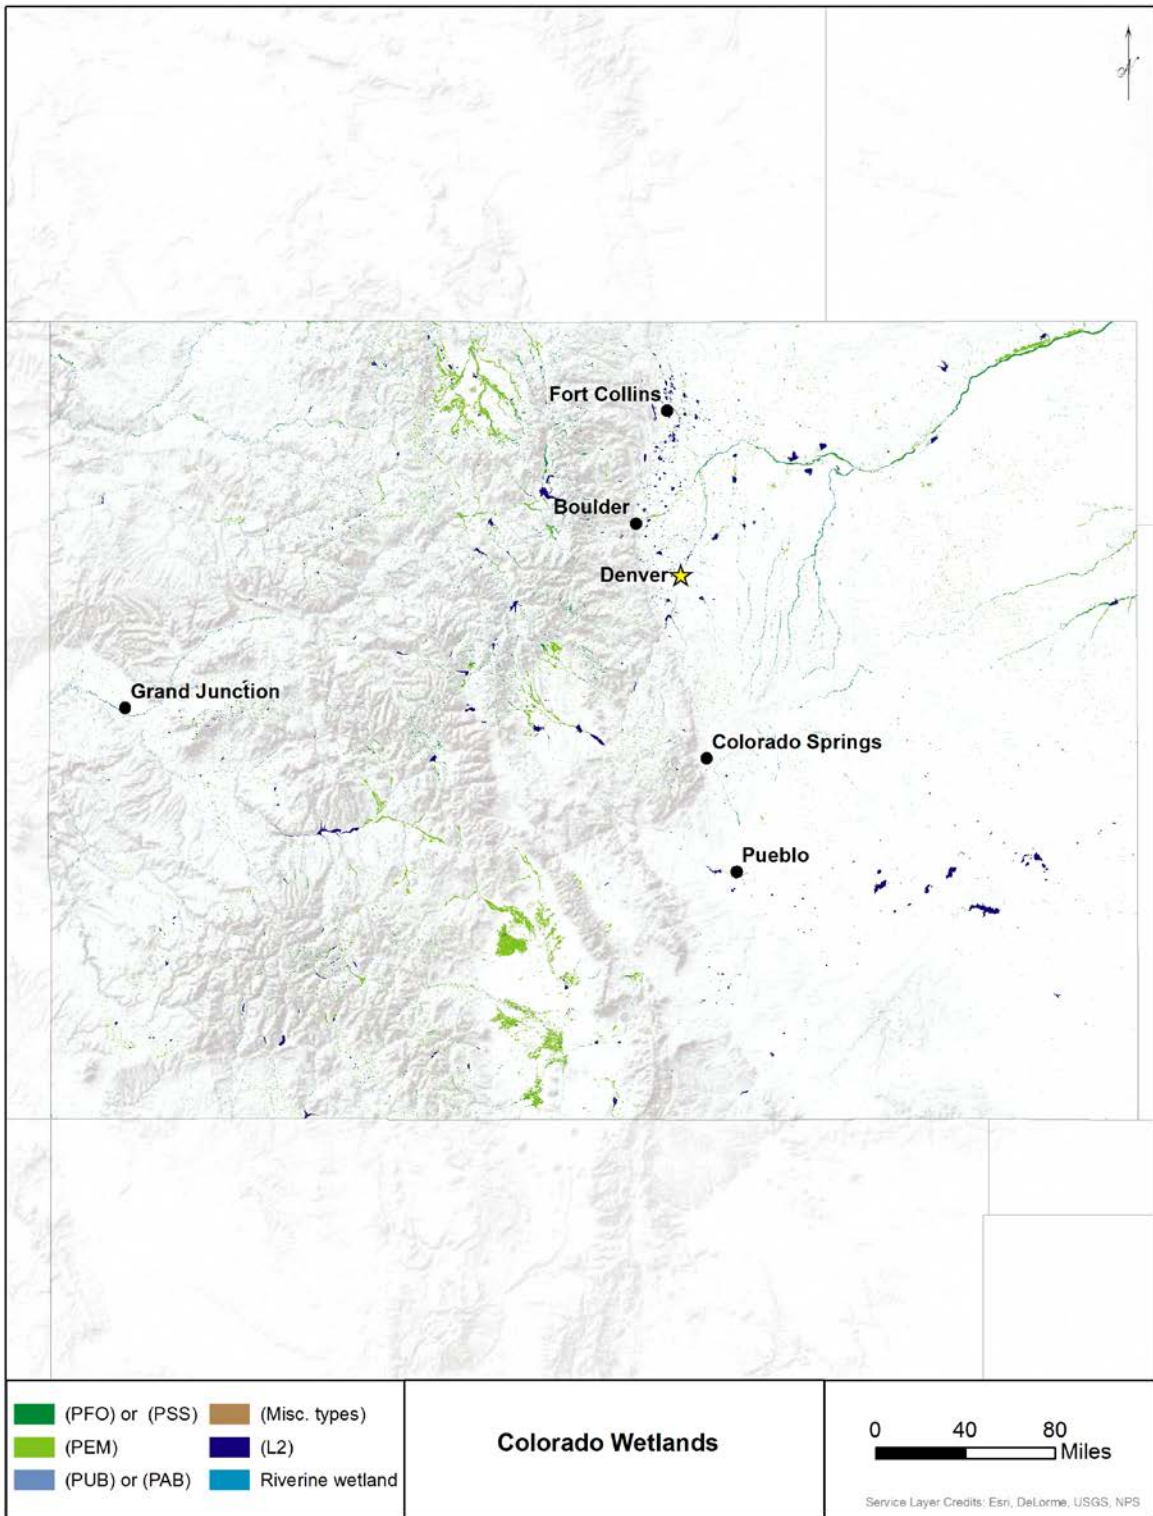 Fort Collins
Boulder
Denver
Grand Junction
Colorado Springs
Pueblo
(PFO) or (PSS)
(Misc. types)
(PEM)
(L2)
(PUB) or (PAB)
Riverine wetland
Colorado Wetlands
0 40 80
Miles
Service Layer Credits: Esri, DeLorme, USGS, NPS